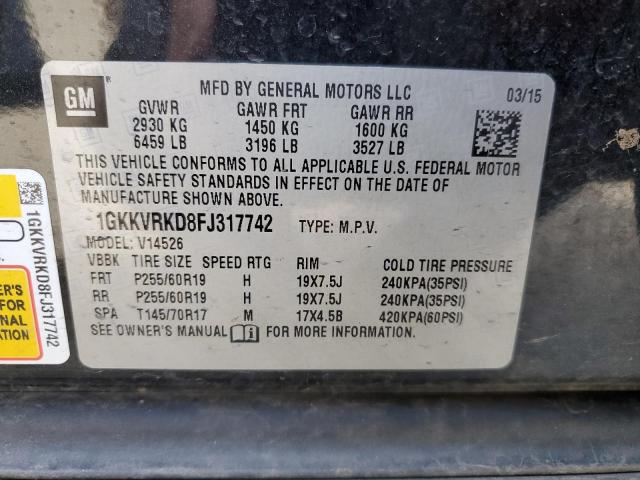 GM
MFD BY GENERAL MOTORS LLC
03/15
GVWR GAWR FRT GAWR RR
2930 KG 1450 KG 1600 KG
6459 LB 3196 LB 3527 LB
THIS VEHICLE CONFORMS TO ALL APPLICABLE U.S. FEDERAL MOTOR
VEHICLE SAFETY STANDARDS IN EFFECT ON THE DATE OF
MANUFACTURE SHOWN ABOVE.
1GKKVRKD8FJ317742 TYPE: M.P.V.
MODEL: V14526
VBBK TIRE SIZE SPEED RTG RIM COLD TIRE PRESSURE
FRT P255/60R19 H 19X7.5J 240KPA(35PSI)
RR P255/60R19 H 19X7.5J 240KPA(35PSI)
SPA T145/70R17 M 17X4.5B 420KPA(60PSI)
SEE OWNER'S MANUAL FOR MORE INFORMATION.
1GKKVRKD8FJ317742
ER'S
FOR
NAL
ATION